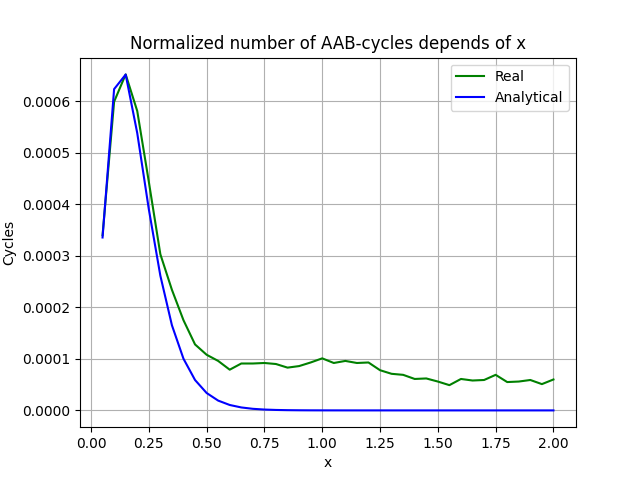 Normalized number of AAB-cycles depends of x
Real
Analytical
0.0006
0.0005
0.0004
0.0003
0.0002
0.0001
0.0000
Cycles
0.00 0.25 0.50 0.75 1.00 1.25 1.50 1.75 2.00
x